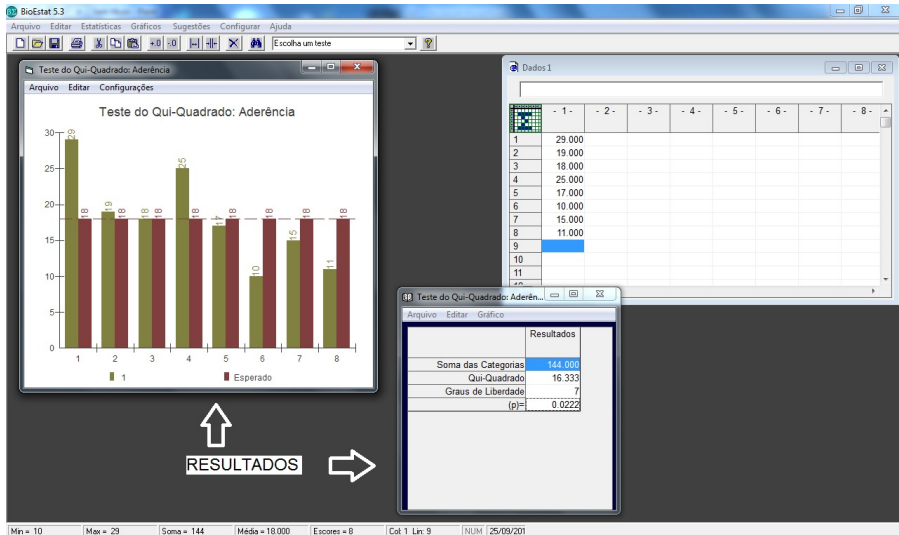 BioEstat 5.3
Arquivo Editar Estatísticas Gráficos Sugestões Configurar Ajuda
Escolha um teste
Teste do Qui-Quadrado: Aderência
Arquivo Editar Configurações
Teste do Qui-Quadrado: Aderência
30
25
20
15
10
5
0
29 18 19 18 18 18 25 18 17 18 10 18 15 18 11 18
1 2 3 4 5 6 7 8
1 Esperado
Dados1
- 1 - - 2 - - 3 - - 4 - - 5 - - 6 - - 7 - - 8 -
1 29.000
2 19.000
3 18.000
4 25.000
5 17.000
6 10.000
7 15.000
8 11.000
9
10
11
Teste do Qui-Quadrado: Aderên...
Arquivo Editar Gráfico
Resultados
Soma das Categorias 144.000
Qui-Quadrado 16.333
Graus de Liberdade 7
(p)= 0.0222
RESULTADOS
Min = 10 Max = 29 Soma = 144 Média = 18.000 Escores = 8 Col: 1 Lin: 9 NUM 25/09/201